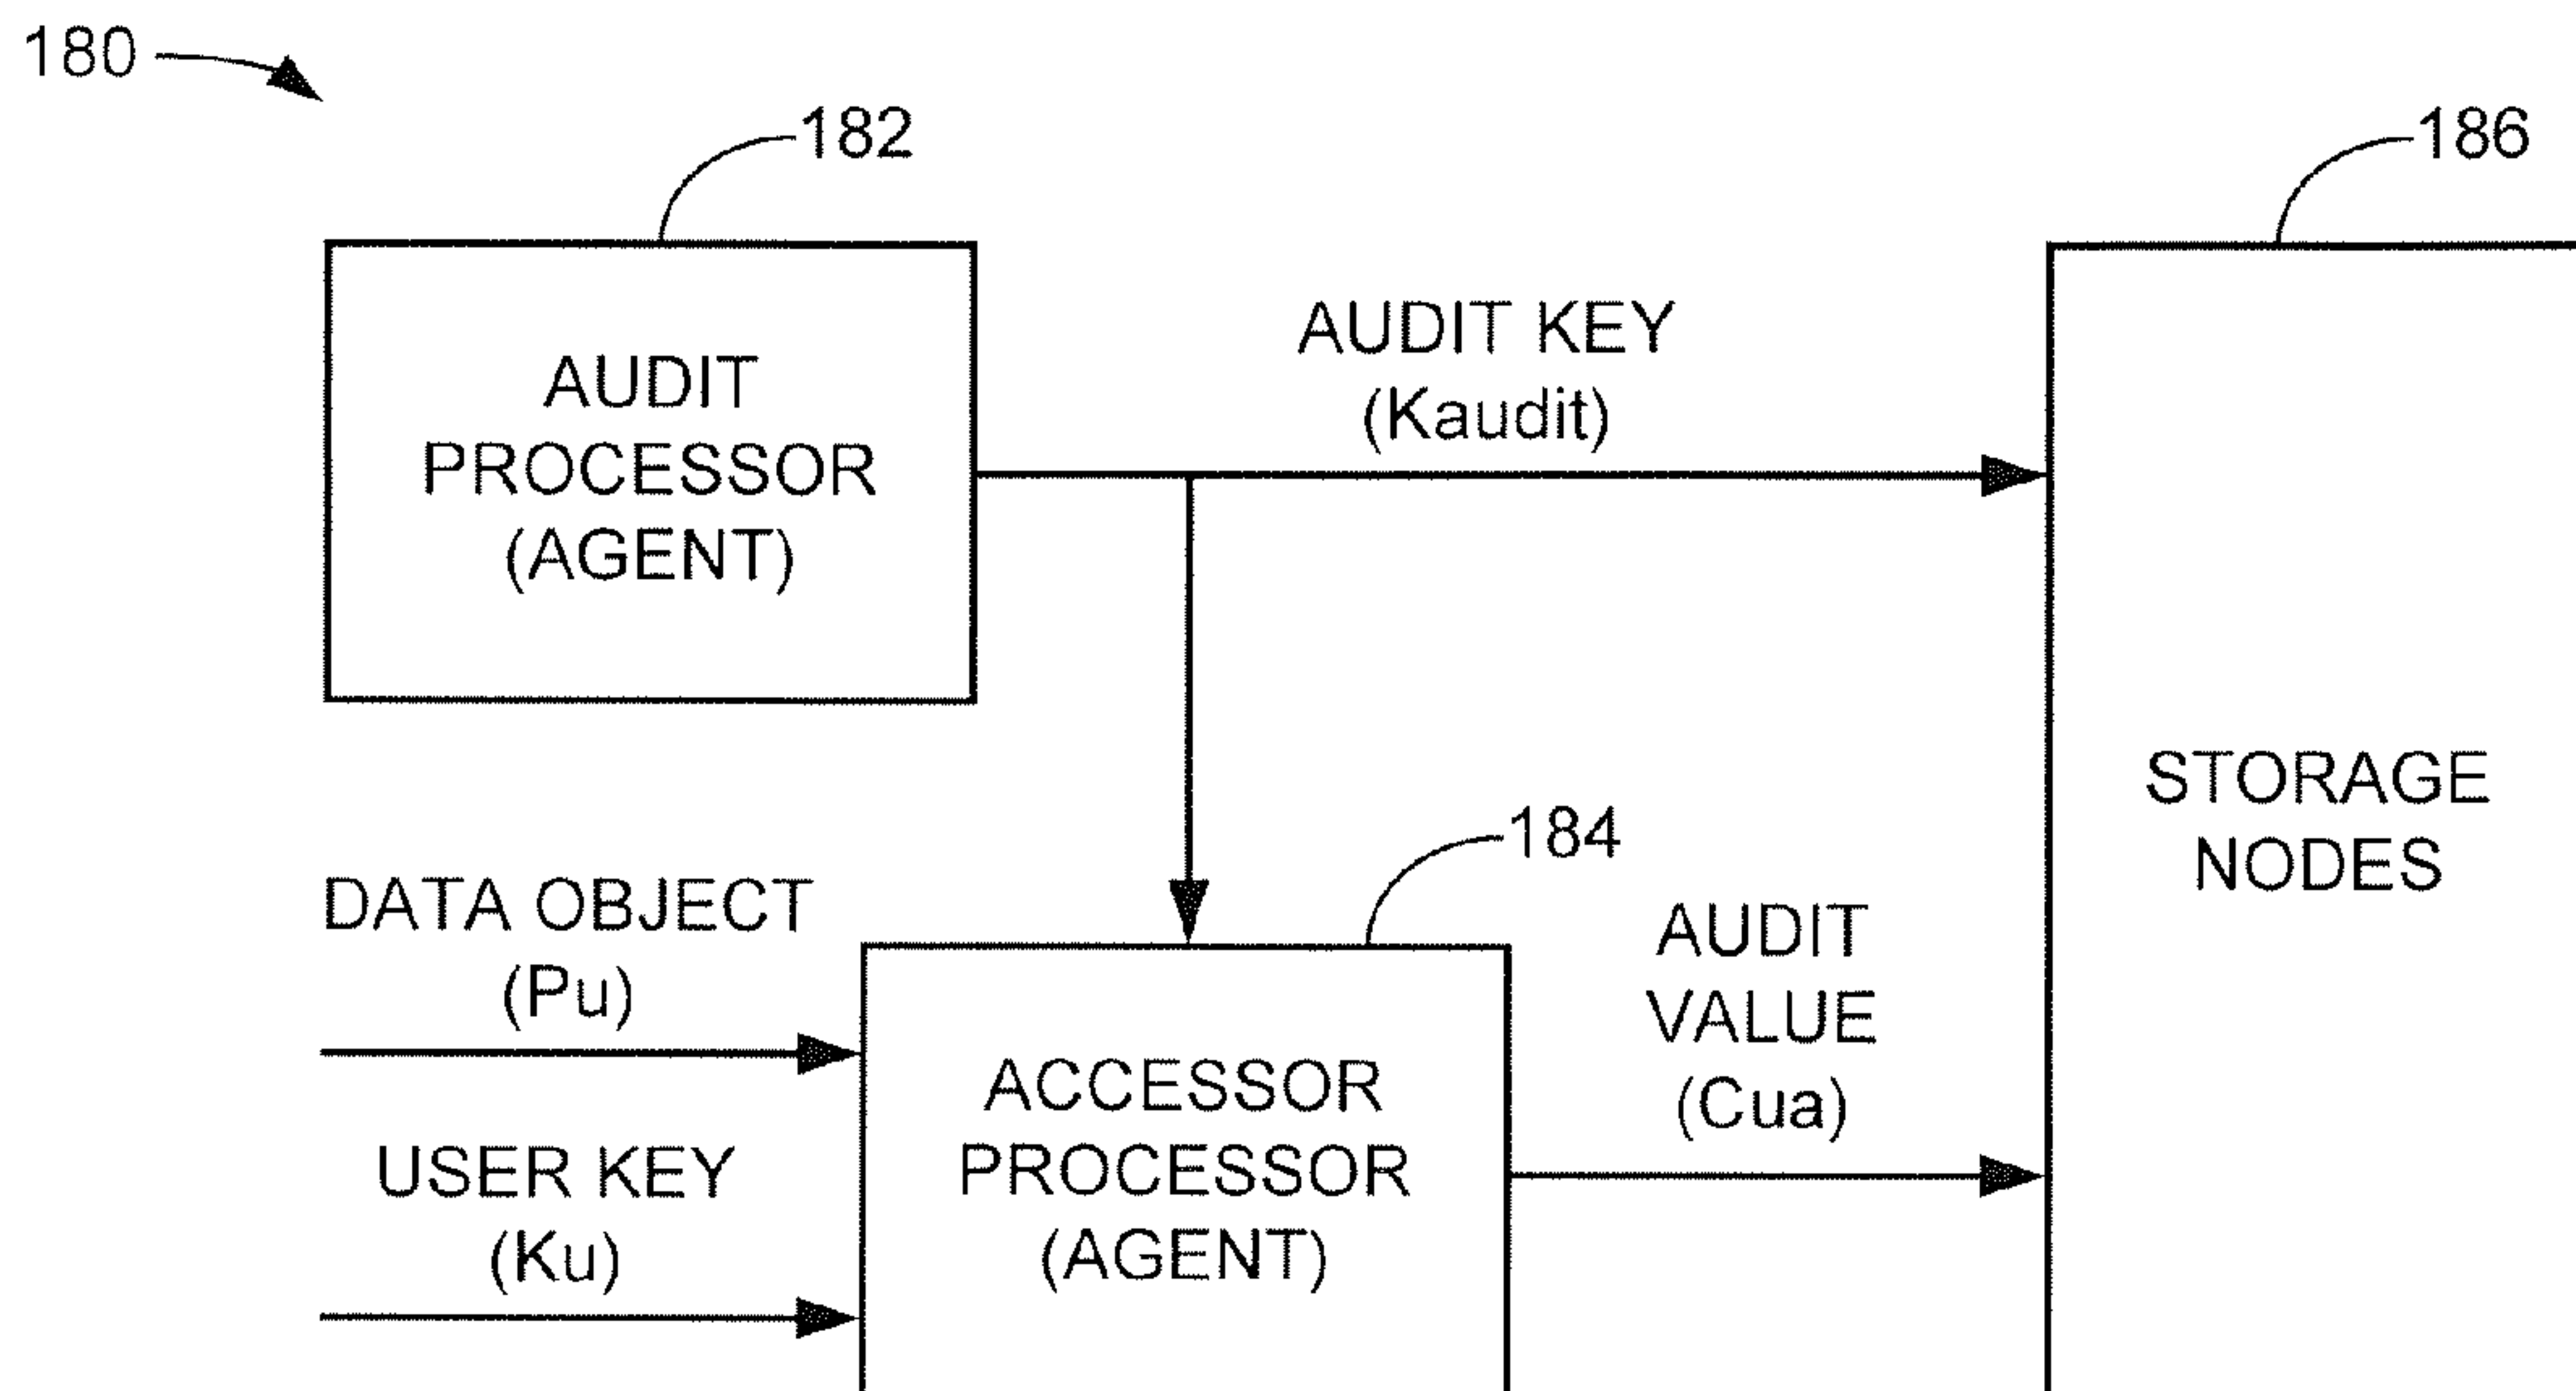 180
182
186
AUDIT
PROCESSOR
(AGENT)
AUDIT KEY
(Kaudit)
STORAGE
NODES
184
DATA OBJECT
(Pu)
USER KEY
(Ku)
ACCESSOR
PROCESSOR
(AGENT)
AUDIT
VALUE
(Cua)